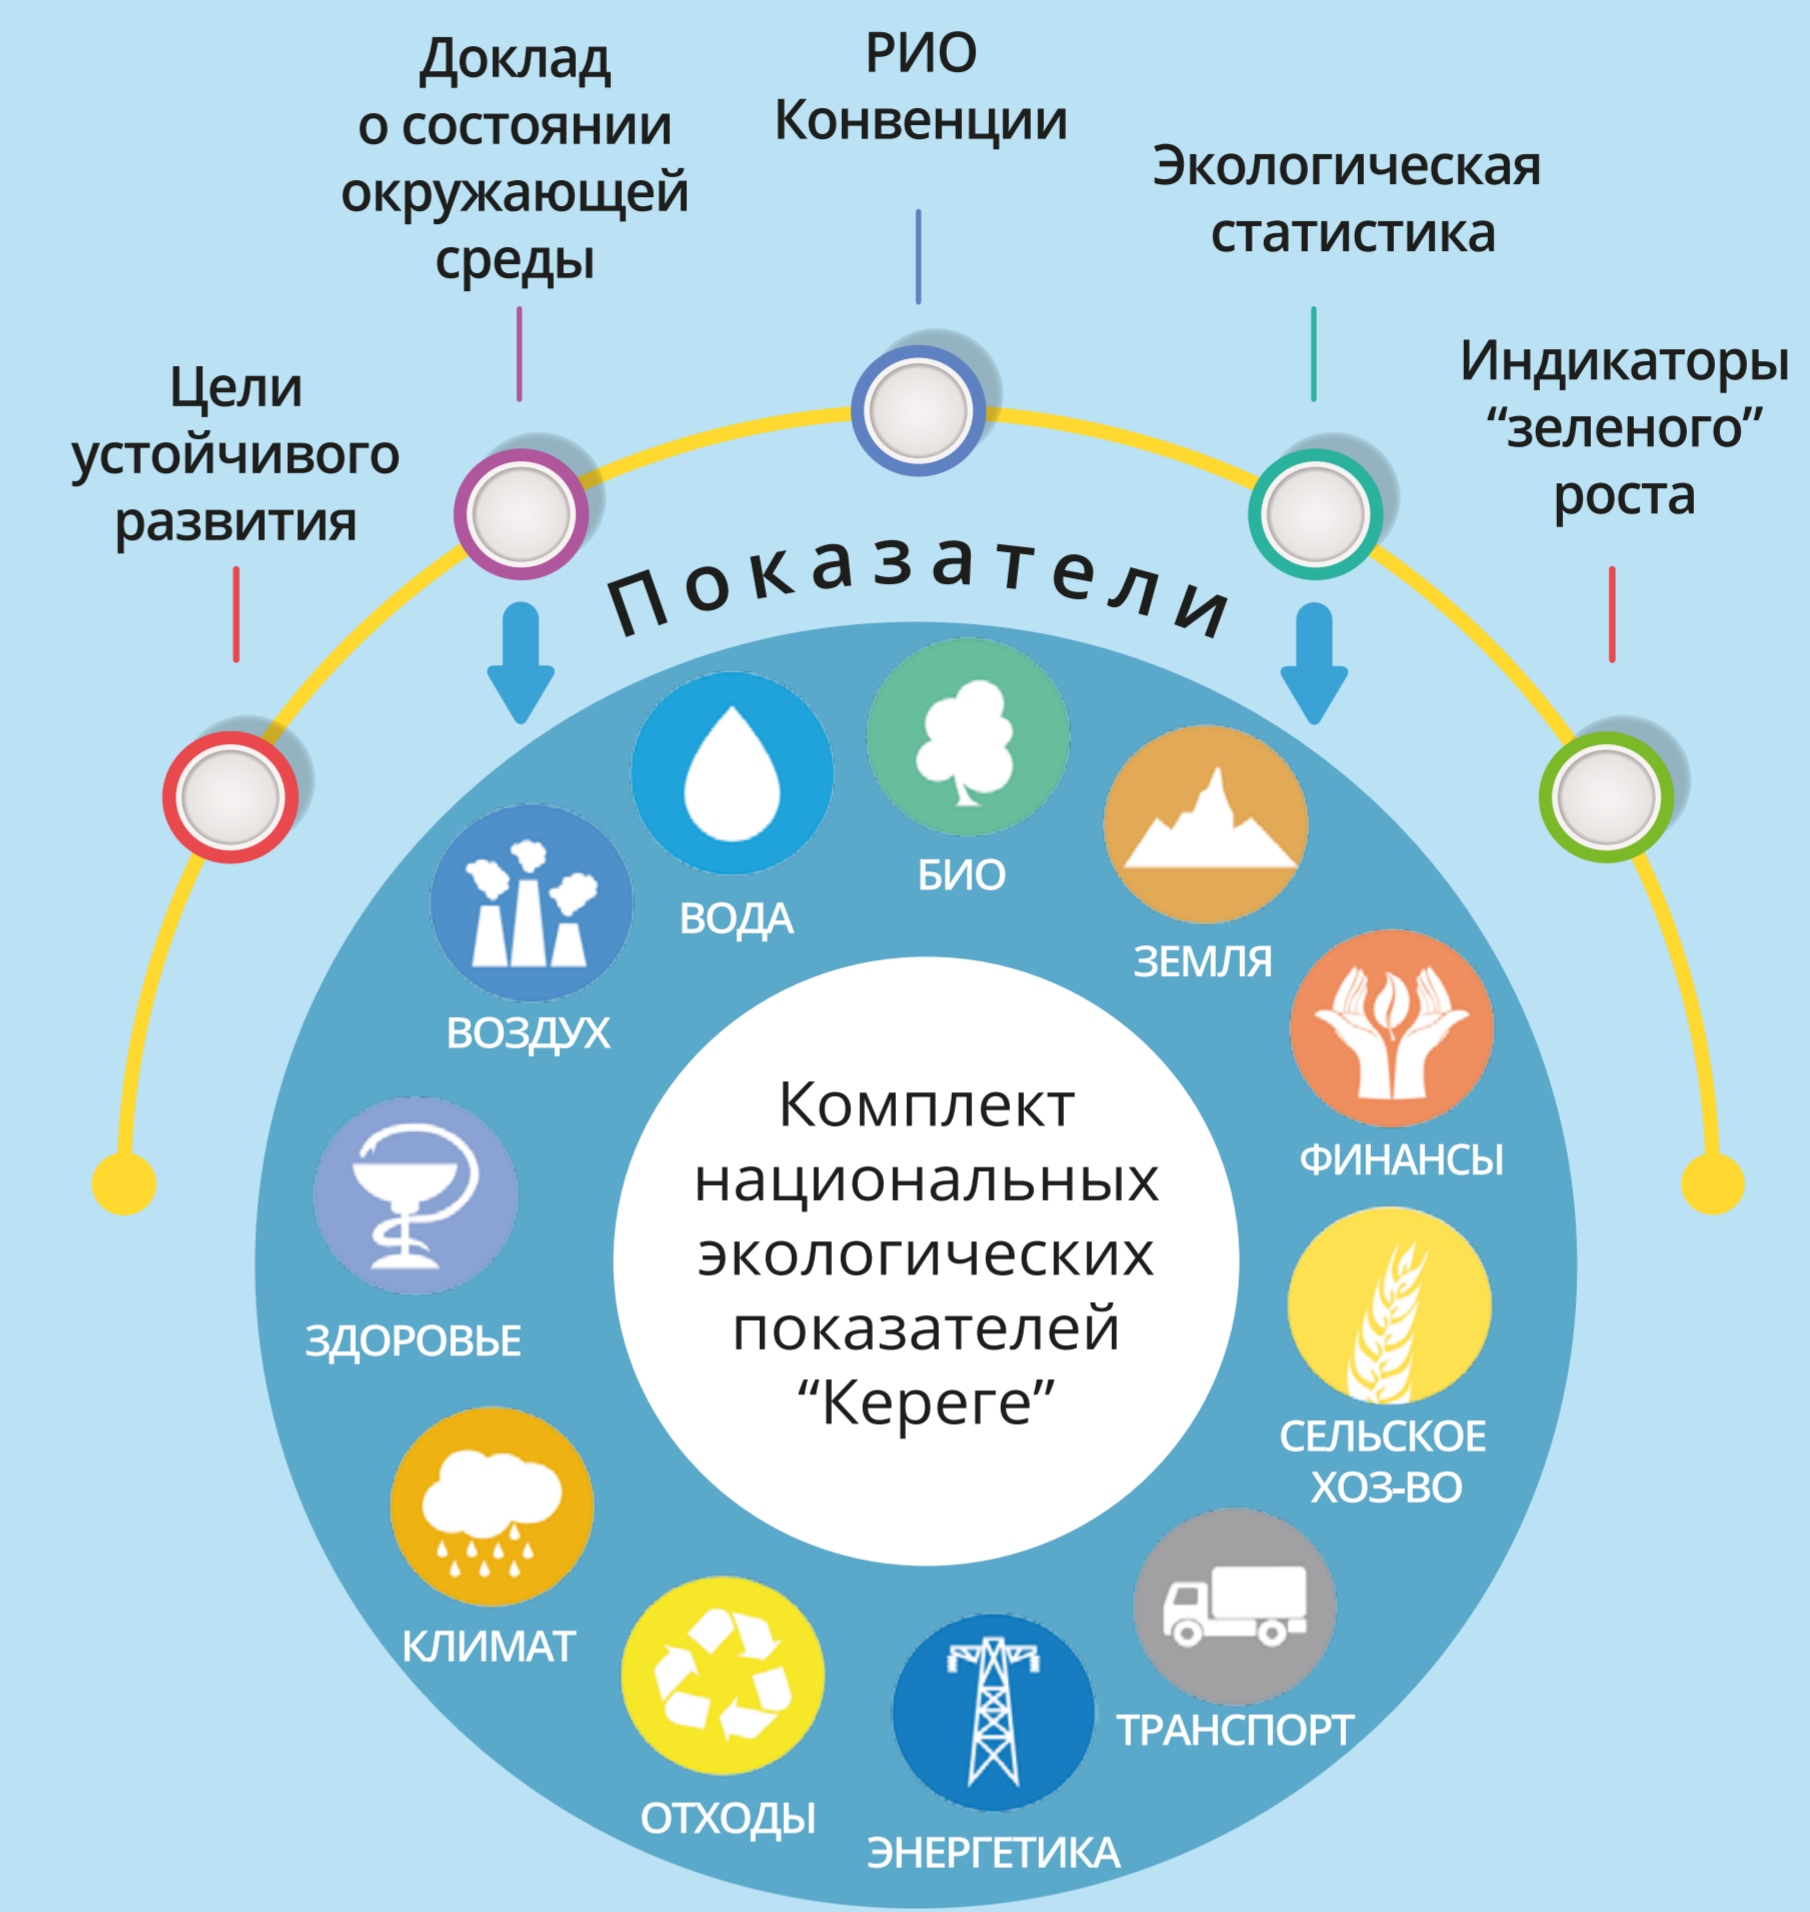 Доклад
о состоянии
окружающей
среды
РИО
Конвенции
Экологическая
статистика
Индикаторы
“зеленого”
роста
Цели
устойчивого
развития
Показатели
БИО
ВОДА
ЗЕМЛЯ
ВОЗДУХ
ФИНАНСЫ
Комплект
национальных
экологических
показателей
“Кереге”
ЗДОРОВЬЕ
СЕЛЬСКОЕ
ХОЗ-ВО
КЛИМАТ
ТРАНСПОРТ
ОТХОДЫ
ЭНЕРГЕТИКА